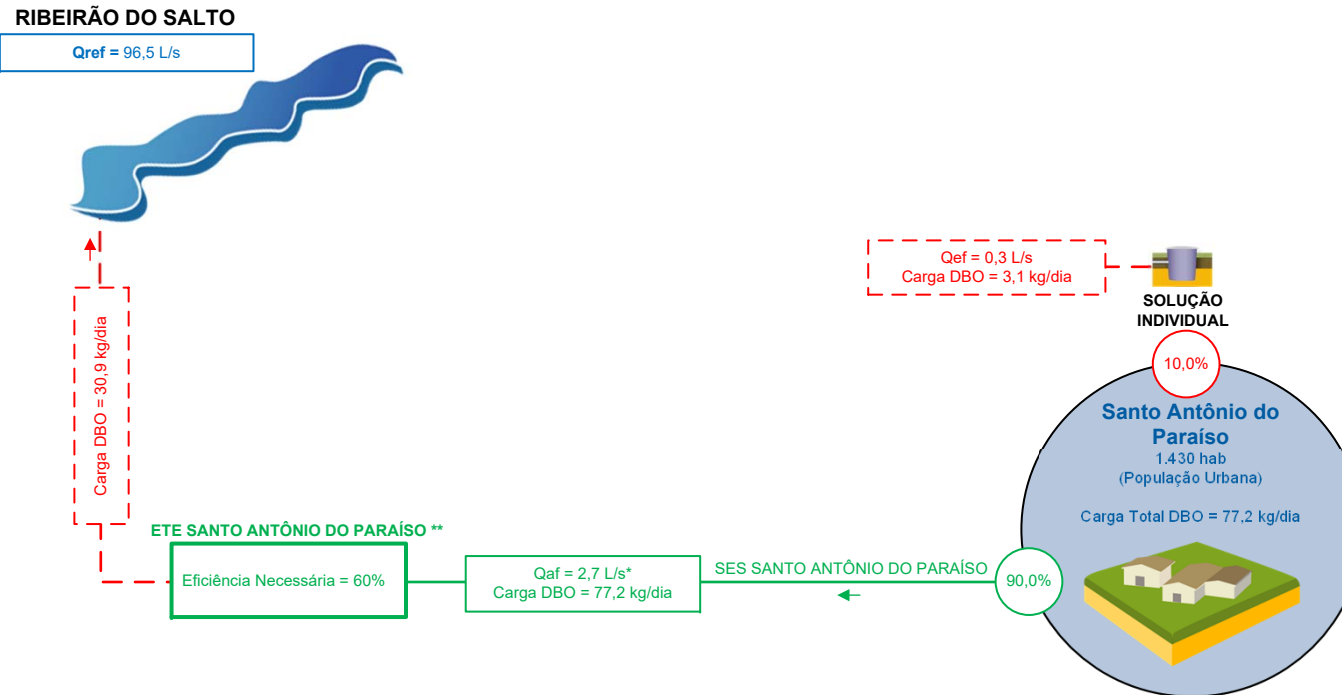 RIBEIRÃO DO SALTO
Qref = 96,5 L/s
Qef = 0,3 L/s
Carga DBO = 3,1 kg/dia
SOLUÇÃO
INDIVIDUAL
10,0%
Santo Antônio do
Paraíso
1.430 hab
(População Urbana)
Carga Total DBO = 77,2 kg/dia
90,0%
SES SANTO ANTÔNIO DO PARAÍSO
Qaf = 2,7 L/s*
Carga DBO = 77,2 kg/dia
ETE SANTO ANTÔNIO DO PARAÍSO **
Eficiência Necessária = 60%
Carga DBO = 30,9 kg/dia